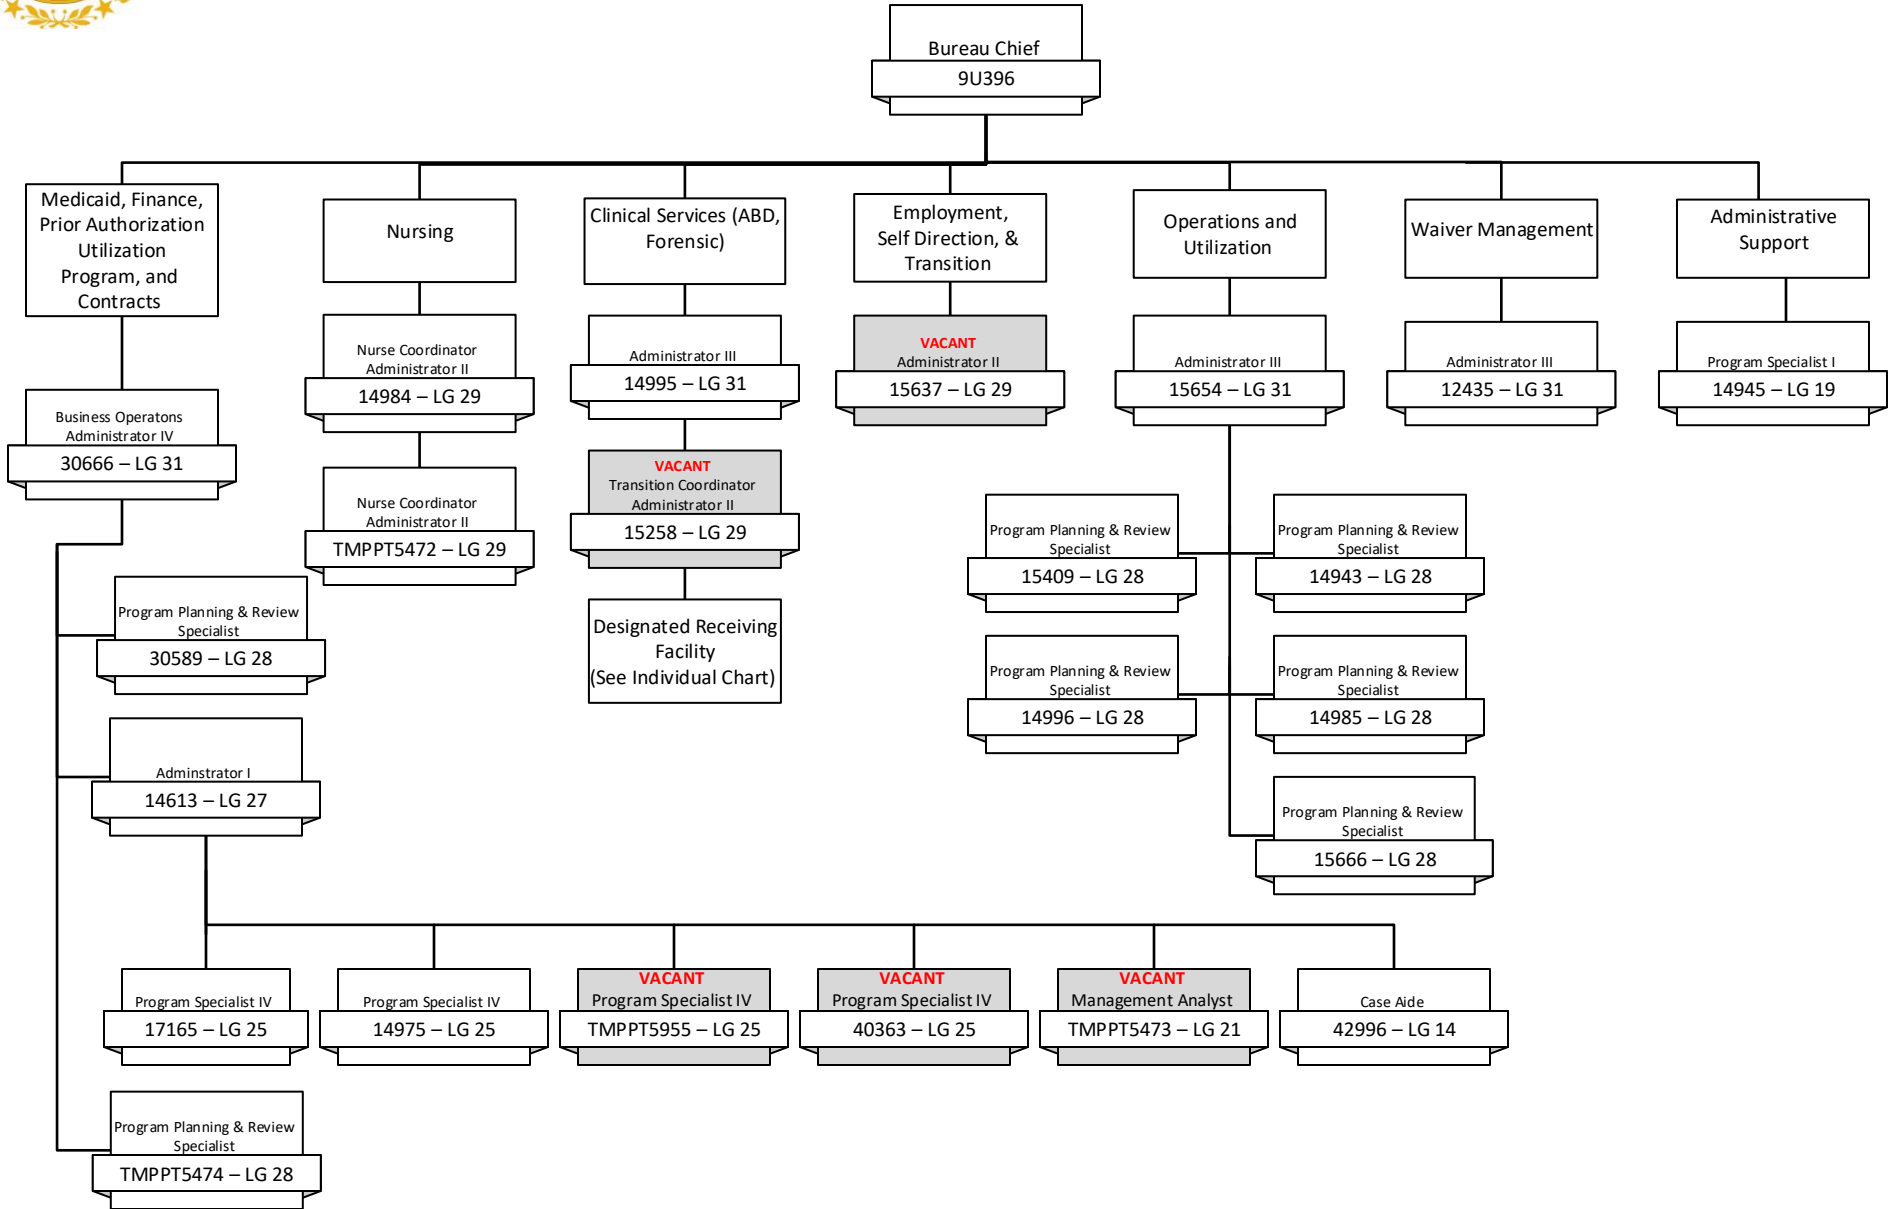 Bureau Chief
9U396
Medicaid, Finance,
Prior Authorization
Utilization
Program, and
Contracts
Business Operatons
Administrator IV
30666 – LG 31
Program Planning & Review
Specialist
30589 – LG 28
Adminstrator I
14613 – LG 27
Program Specialist IV
17165 – LG 25
Program Specialist IV
14975 – LG 25
VACANT
Program Specialist IV
TMPPT5955 – LG 25
VACANT
Program Specialist IV
40363 – LG 25
VACANT
Management Analyst
TMPPT5473 – LG 21
Case Aide
42996 – LG 14
Program Planning & Review
Specialist
TMPPT5474 – LG 28
Nursing
Nurse Coordinator
Administrator II
14984 – LG 29
Nurse Coordinator
Administrator II
TMPPT5472 – LG 29
Clinical Services (ABD,
Forensic)
Administrator III
14995 – LG 31
VACANT
Transition Coordinator
Administrator II
15258 – LG 29
Designated Receiving
Facility
(See Individual Chart)
Employment,
Self Direction, &
Transition
VACANT
Administrator II
15637 – LG 29
Operations and
Utilization
Administrator III
15654 – LG 31
Program Planning & Review
Specialist
15409 – LG 28
Program Planning & Review
Specialist
14943 – LG 28
Program Planning & Review
Specialist
14996 – LG 28
Program Planning & Review
Specialist
14985 – LG 28
Program Planning & Review
Specialist
15666 – LG 28
Waiver Management
Administrator III
12435 – LG 31
Administrative
Support
Program Specialist I
14945 – LG 19